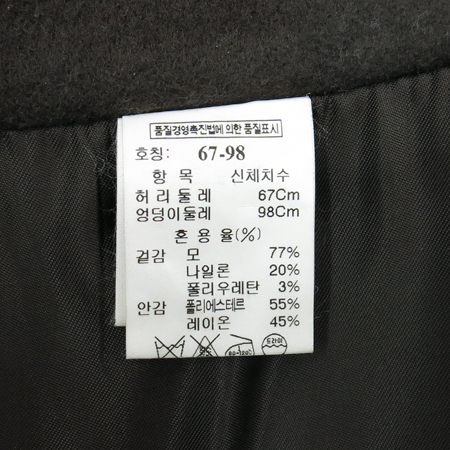 품질경영촉진법에 의한 품질표시
호칭: 67-98
항 목 신체치수
허리둘레 67Cm
엉덩이둘레 98Cm
혼용율(%)
겉감 모 77%
나일론 20%
폴리우레탄 3%
안감 폴리에스테르 55%
레이온 45%
드라이